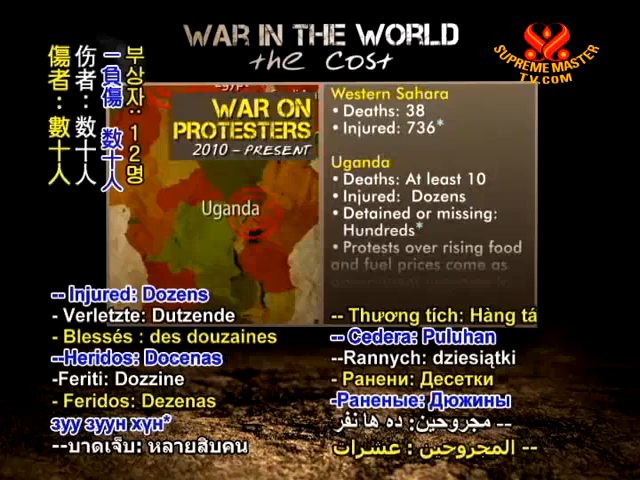 WAR IN THE WORLD
the cost
SUPREME MASTER
TV.COM
傷者：數十人
伤者：数十人
一負傷 数十人
부상자: 12명
Egypt
WAR ON
PROTESTERS
2010 – PRESENT
Uganda
Western Sahara
• Deaths: 38
• Injured: 736*
Uganda
• Deaths: At least 10
• Injured: Dozens
• Detained or missing:
Hundreds*
• Protests over rising food
and fuel prices come as
-- Injured: Dozens
- Verletzte: Dutzende
- Blessés : des douzaines
--Heridos: Docenas
-Feriti: Dozzine
- Feridos: Dezenas
зуу зуун хүн*
--บาดเจ็บ: หลายสิบคน
-- Thương tích: Hàng tá
-- Cedera: Puluhan
--Rannych: dziesiątki
- Ранени: Десетки
-Раненые: Дюжины
-- مجروحین: ده ها نفر
-- المجروحين : عشرات